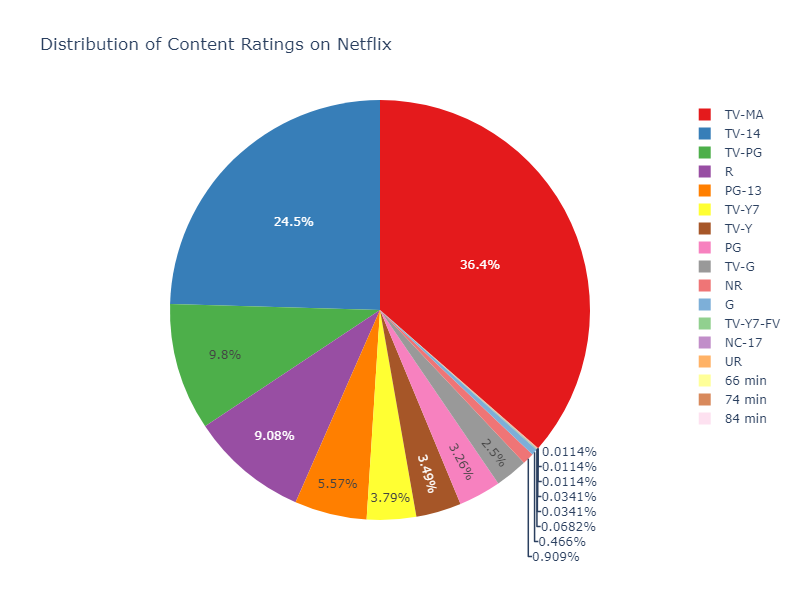 Distribution of Content Ratings on Netflix
36.4%
24.5%
9.8%
9.08%
5.57%
3.79%
3.49%
3.26%
2.5%
0.0114%
0.0114%
0.0114%
0.0341%
0.0341%
0.0682%
0.466%
0.909%
TV-MA
TV-14
TV-PG
R
PG-13
TV-Y7
TV-Y
PG
TV-G
NR
G
TV-Y7-FV
NC-17
UR
66 min
74 min
84 min